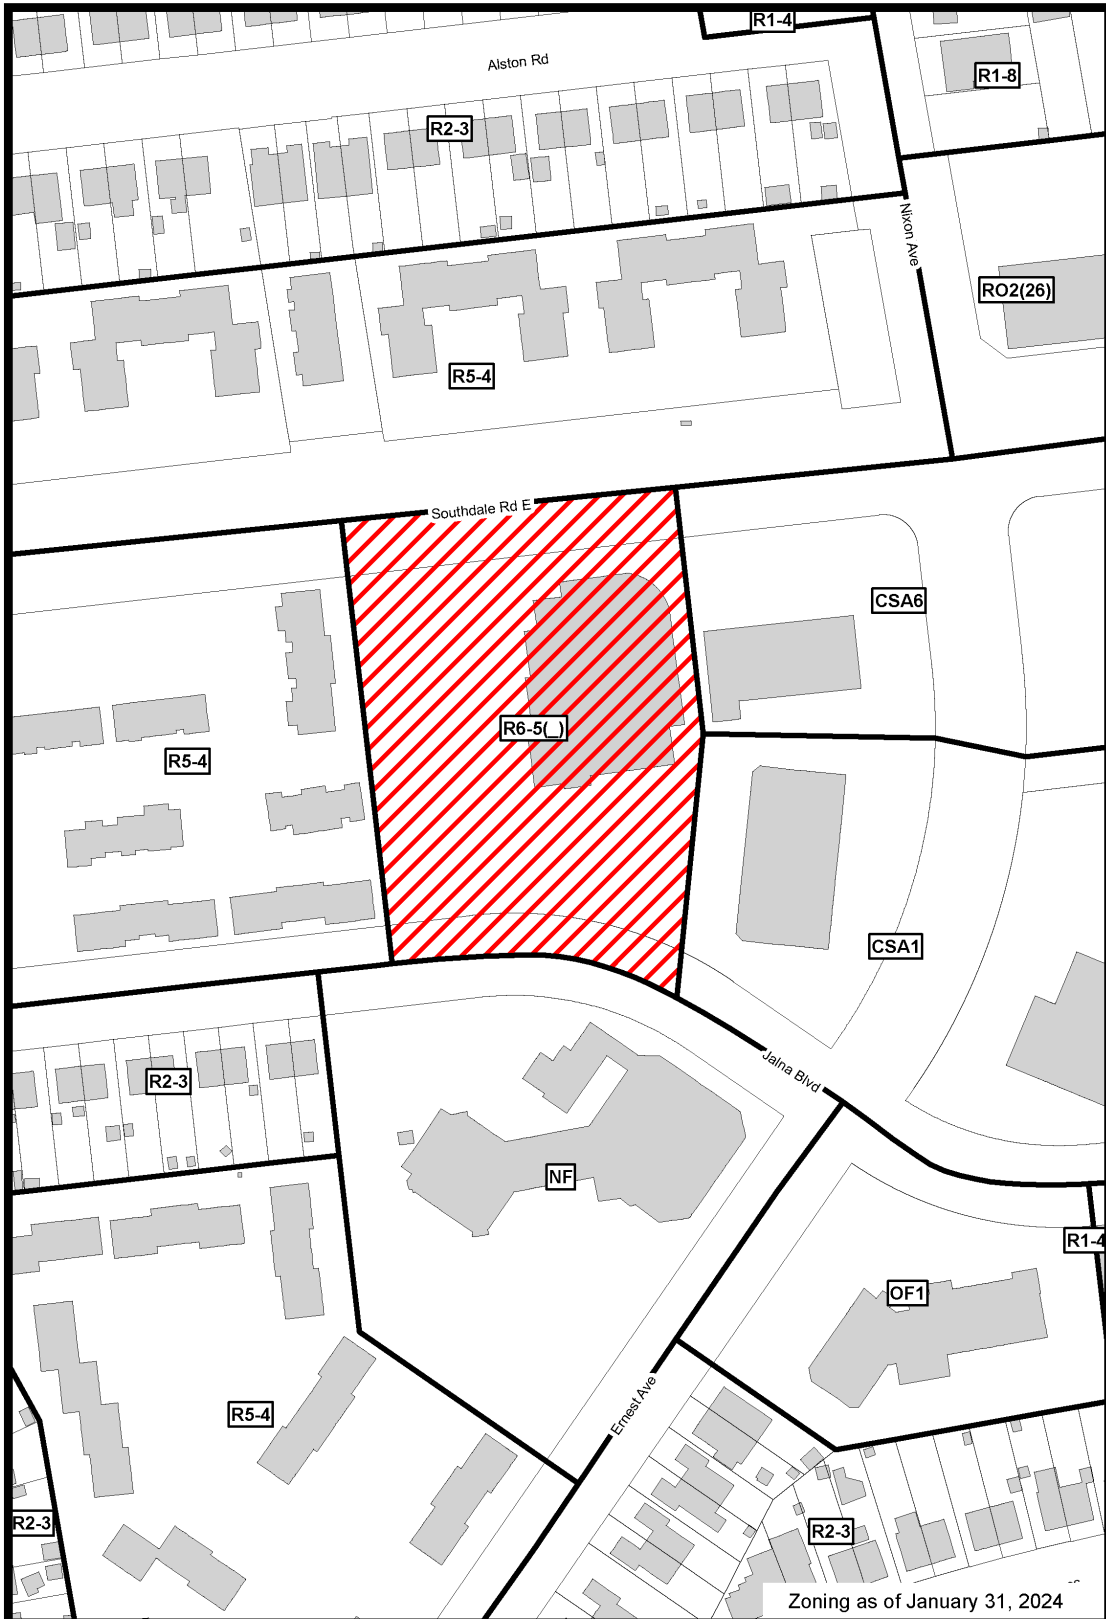 R1-4
Alston Rd
R1-8
R2-3
Nixon Ave
RO2(26)
R5-4
Southdale Rd E
CSA6
R6-5(_)
R5-4
CSA1
Jalna Blvd
R2-3
NF
R1-4
OF1
Ernest Ave
R5-4
R2-3
R2-3
Zoning as of January 31, 2024